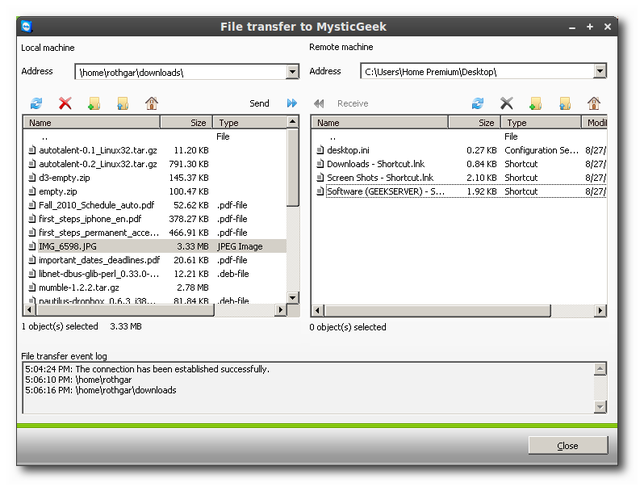 File transfer to MysticGeek
Local machine
Remote machine
Address \home\rothgar\downloads\
Address C:\Users\Home Premium\Desktop\
Send
Receive
Name Size Type
.. File
autotalent-0.1_Linux32.tar.gz 11.20 KB
autotalent-0.2_Linux32.tar.gz 791.30 KB
d3-empty.zip 145.37 KB
empty.zip 100.47 KB
Fall_2010_Schedule_auto.pdf 52.62 KB .pdf-file
first_steps_iphone_en.pdf 378.27 KB .pdf-file
first_steps_permanent_acce... 466.91 KB .pdf-file
IMG_6598.JPG 3.33 MB JPEG Image
important_dates_deadlines.pdf 20.61 KB .pdf-file
libnet-dbus-glib-perl_0.33.0-... 12.21 KB .deb-file
mumble-1.2.2.tar.gz 2.78 MB
nautilus-dropbox_0.6.3_i38... 81.84 KB .deb-file
1 object(s) selected 3.33 MB
Name Size Type Modi
.. File
desktop.ini 0.27 KB Configuration Se... 8/27/
Downloads - Shortcut.lnk 0.84 KB Shortcut 8/27/
Screen Shots - Shortcut.lnk 2.10 KB Shortcut 8/27/
Software (GEEKSERVER) - S... 1.92 KB Shortcut 8/27/
0 object(s) selected
File transfer event log
5:04:24 PM: The connection has been established successfully.
5:06:10 PM: \home\rothgar
5:06:16 PM: \home\rothgar\downloads
Close